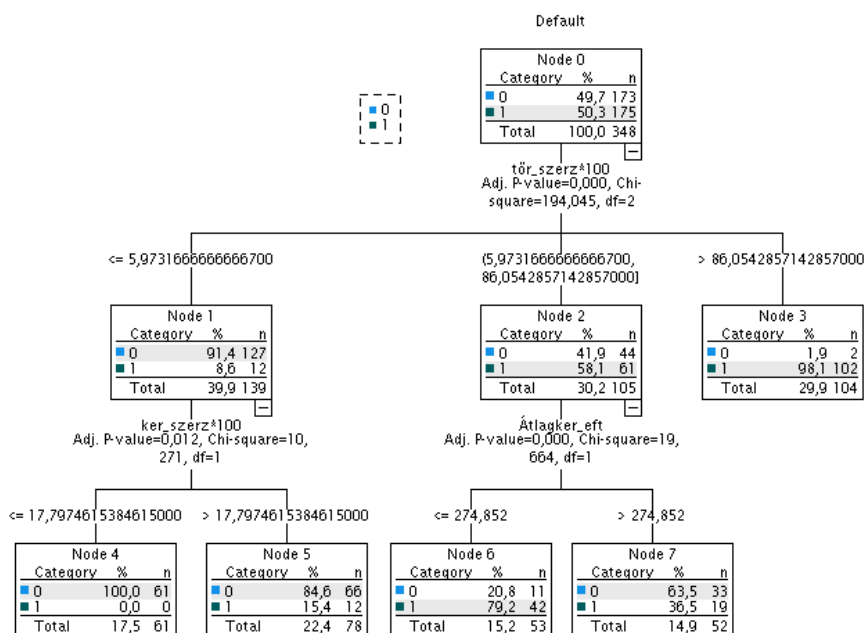 Default
0
1
Node 0
Category % n
0 49,7 173
1 50,3 175
Total 100,0 348
tör_szerz*100
Adj. P-value=0,000, Chi-
square=194,045, df=2
<= 5,9731666666666700
(5,9731666666666700,
86,0542857142857000]
> 86,0542857142857000
Node 1
Category % n
0 91,4 127
1 8,6 12
Total 39,9 139
Node 2
Category % n
0 41,9 44
1 58,1 61
Total 30,2 105
Node 3
Category % n
0 1,9 2
1 98,1 102
Total 29,9 104
ker_szerz*100
Adj. P-value=0,012, Chi-square=10,
271, df=1
Átlagker_eft
Adj. P-value=0,000, Chi-square=19,
664, df=1
<= 17,7974615384615000
> 17,7974615384615000
<= 274,852
> 274,852
Node 4
Category % n
0 100,0 61
1 0,0 0
Total 17,5 61
Node 5
Category % n
0 84,6 66
1 15,4 12
Total 22,4 78
Node 6
Category % n
0 20,8 11
1 79,2 42
Total 15,2 53
Node 7
Category % n
0 63,5 33
1 36,5 19
Total 14,9 52